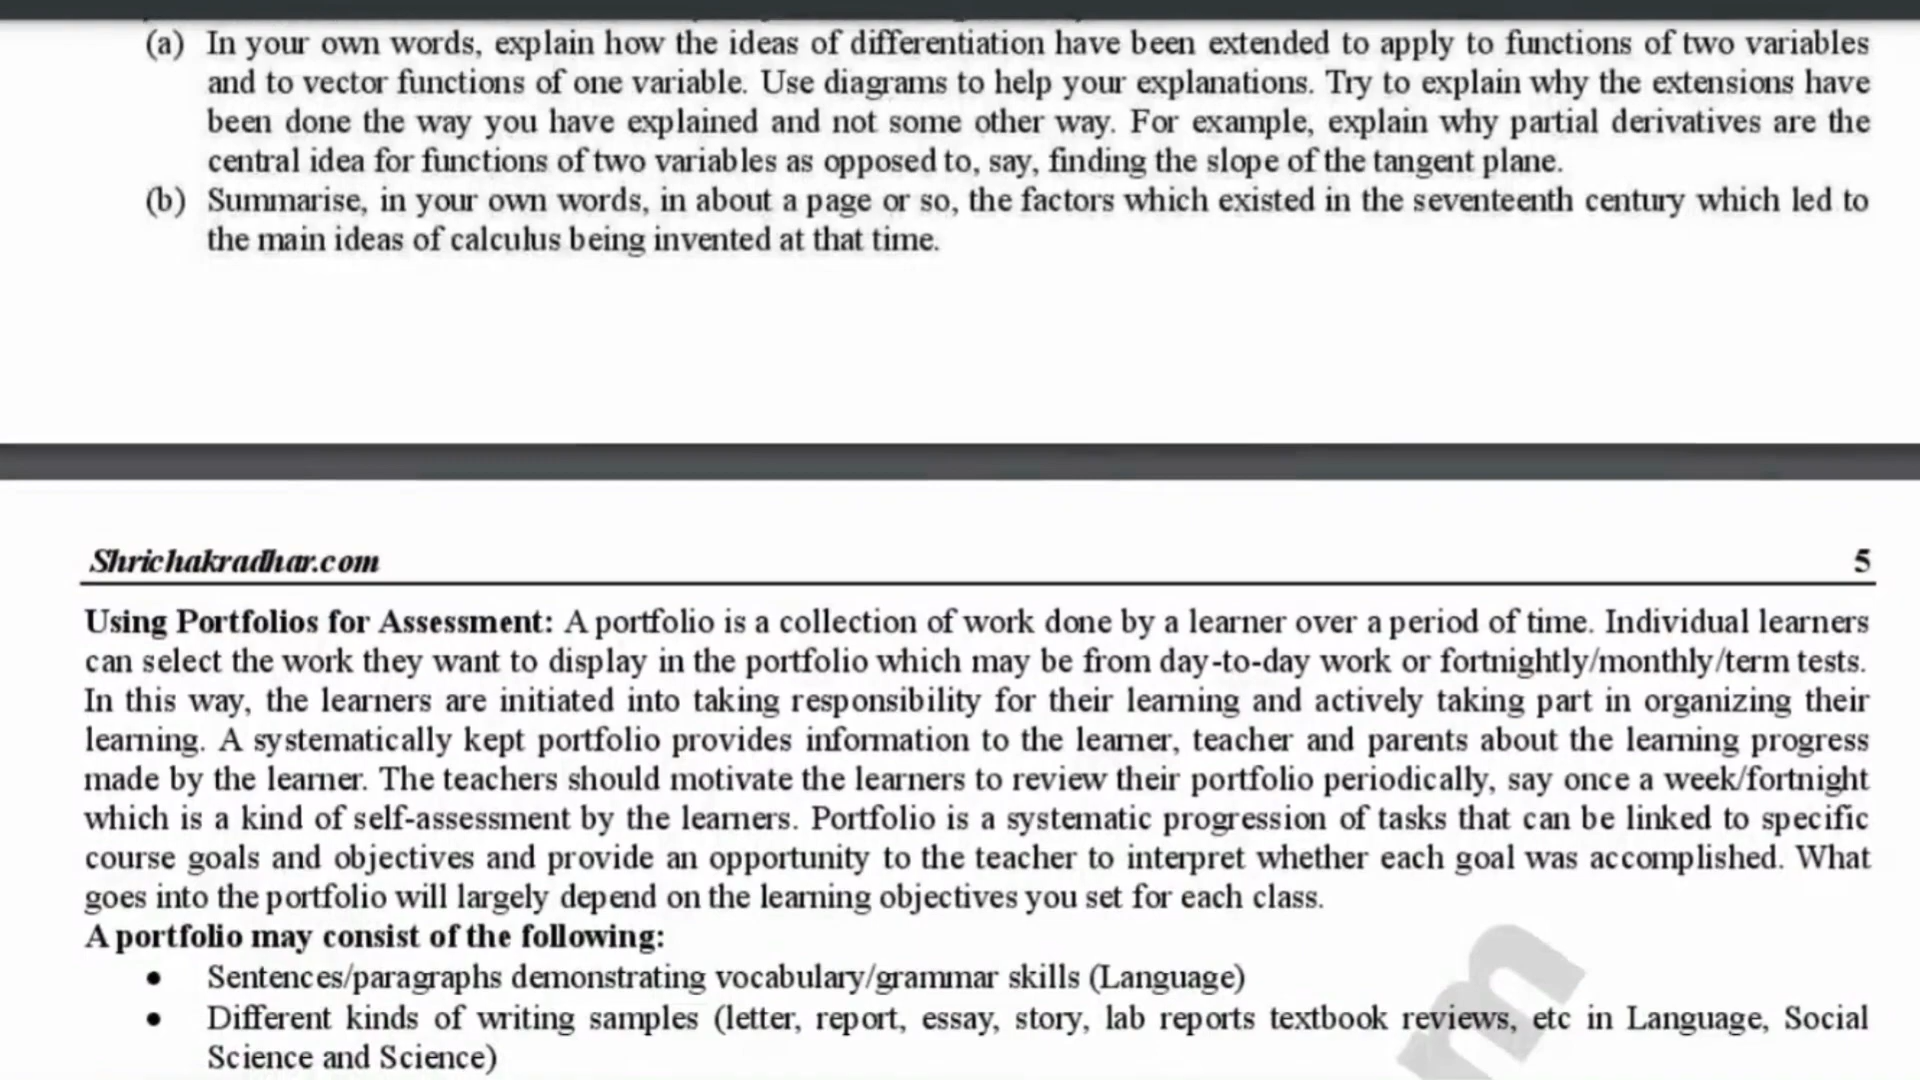 (a) In your own words, explain how the ideas of differentiation have been extended to apply to functions of two variables
and to vector functions of one variable. Use diagrams to help your explanations. Try to explain why the extensions have
been done the way you have explained and not some other way. For example, explain why partial derivatives are the
central idea for functions of two variables as opposed to, say, finding the slope of the tangent plane.
(b) Summarise, in your own words, in about a page or so, the factors which existed in the seventeenth century which led to
the main ideas of calculus being invented at that time.
Shrichakradhar.com 5
Using Portfolios for Assessment: A portfolio is a collection of work done by a learner over a period of time. Individual learners
can select the work they want to display in the portfolio which may be from day-to-day work or fortnightly/monthly/term tests.
In this way, the learners are initiated into taking responsibility for their learning and actively taking part in organizing their
learning. A systematically kept portfolio provides information to the learner, teacher and parents about the learning progress
made by the learner. The teachers should motivate the learners to review their portfolio periodically, say once a week/fortnight
which is a kind of self-assessment by the learners. Portfolio is a systematic progression of tasks that can be linked to specific
course goals and objectives and provide an opportunity to the teacher to interpret whether each goal was accomplished. What
goes into the portfolio will largely depend on the learning objectives you set for each class.
A portfolio may consist of the following:
• Sentences/paragraphs demonstrating vocabulary/grammar skills (Language)
• Different kinds of writing samples (letter, report, essay, story, lab reports textbook reviews, etc in Language, Social
Science and Science)
m